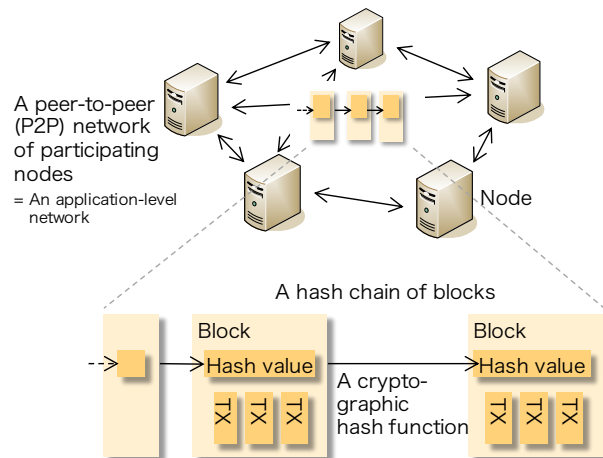 A peer-to-peer
(P2P) network
of participating
nodes
= An application-level
network
Node
A hash chain of blocks
Block
Hash value
TX
TX
TX
A crypto-
graphic
hash function
Block
Hash value
TX
TX
TX